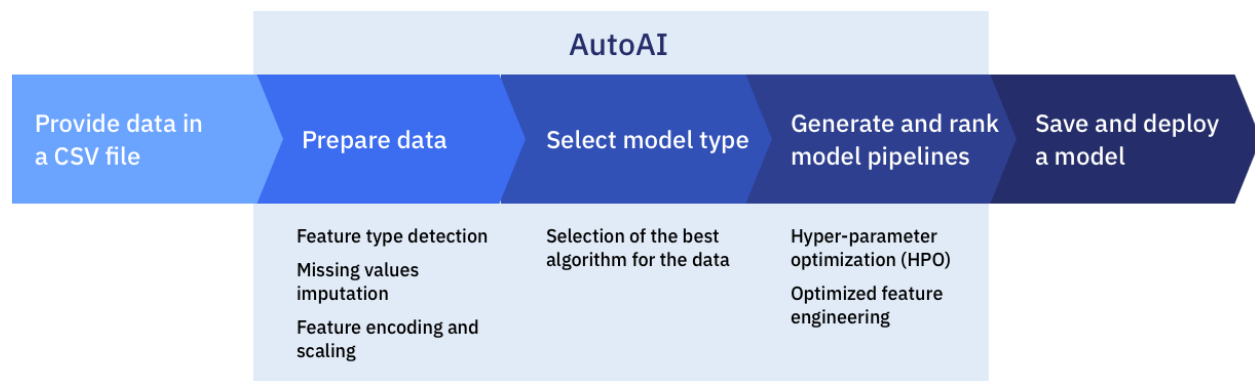 AutoAI
Provide data in
a CSV file
Prepare data
Select model type
Generate and rank
model pipelines
Save and deploy
a model
Feature type detection
Missing values
imputation
Feature encoding and
scaling
Selection of the best
algorithm for the data
Hyper-parameter
optimization (HPO)
Optimized feature
engineering